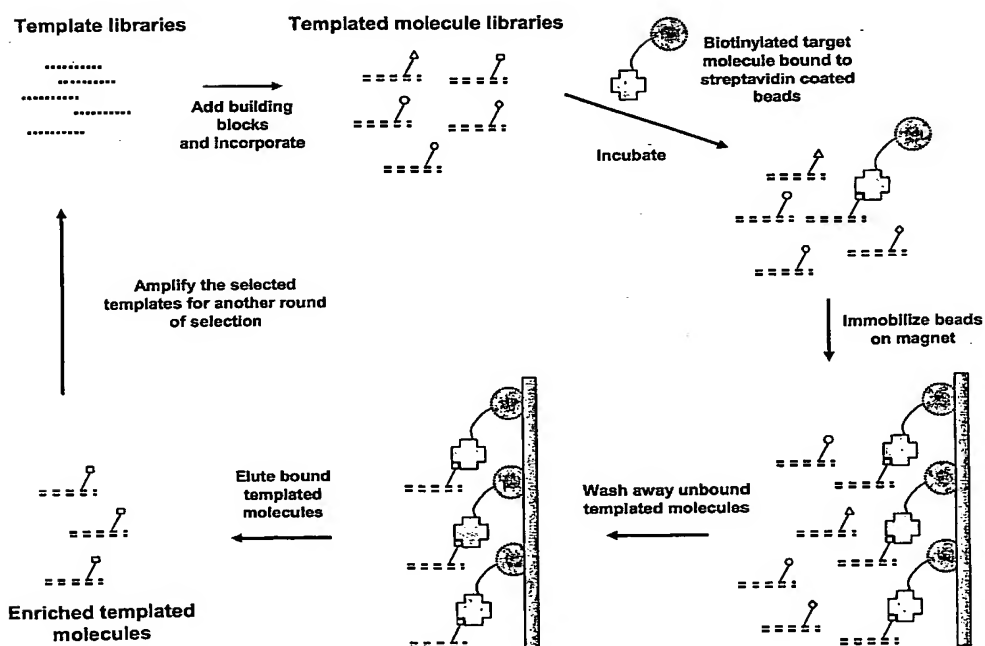 Template libraries
Templated molecule libraries
Add building
blocks
and incorporate
Biotinylated target
molecule bound to
streptavidin coated
beads
Incubate
Immobilize beads
on magnet
Wash away unbound
templated molecules
Elute bound
templated
molecules
Enriched templated
molecules
Amplify the selected
templates for another round
of selection